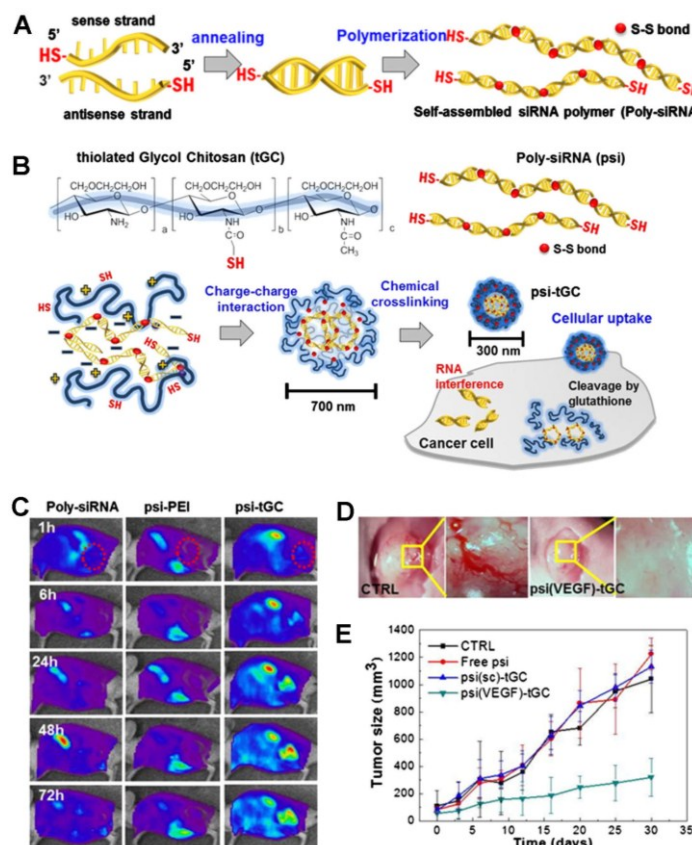 A
5'
sense strand
HS
3'
5'
3'
SH
antisense strand
annealing
HS
SH
Polymerization
HS
S-S bond
HS
SH
SH
Self-assembled siRNA polymer (Poly-siRNA
B
thiolated Glycol Chitosan (tGC)
CH₂OCH₂CH₂OH
CH₂OCH₂CH₂OH
CH₂OCH₂CH₂OH
O
O
O
O
O
O
HO
HO
HO
NH₂
N-H
N-H
a
b
c
C=O
C=O
CH₃
SH
Poly-siRNA (psi)
HS
HS
SH
SH
S-S bond
SH
HS
SH
HS
SH
Charge-charge
interaction
700 nm
Chemical
crosslinking
psi-tGC
300 nm
Cellular uptake
RNA
interference
Cleavage by
glutathione
Cancer cell
C
Poly-siRNA
psi-PEI
psi-tGC
1h
6h
24h
48h
72h
D
CTRL
psi(VEGF)-tGC
E
Tumor size (mm³)
1400
1200
1000
800
600
400
200
0
CTRL
Free psi
psi(sc)-tGC
psi(VEGF)-tGC
0 5 10 15 20 25 30 35
Time (days)